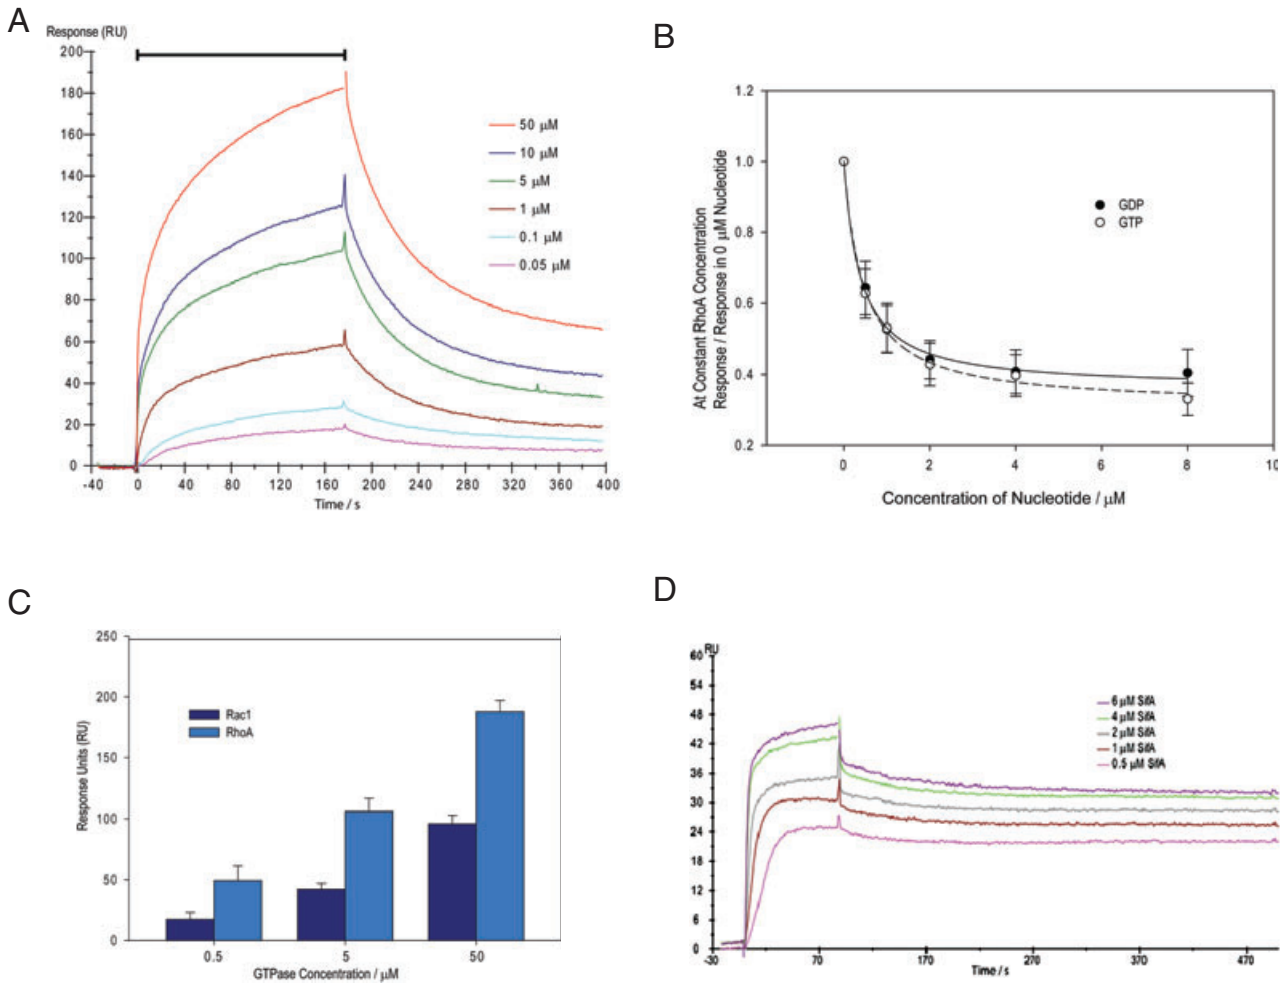 A
Response (RU)
200
180
160
140
120
100
80
60
40
20
0
-40 0 40 80 120 160 200 240 280 320 360 400
Time / s
50 μM
10 μM
5 μM
1 μM
0.1 μM
0.05 μM
B
At Constant RhoA Concentration
Response / Response in 0 μM Nucleotide
1.2
1.0
0.8
0.6
0.4
0.2
0 2 4 6 8 10
Concentration of Nucleotide / μM
GDP
GTP
C
Response Units (RU)
250
200
150
100
50
0
Rac1
RhoA
0.5 5 50
GTPase Concentration / μM
D
RU
60
54
48
42
36
30
24
18
12
6
0
-30 70 170 270 370 470
Time / s
6 μM SifA
4 μM SifA
2 μM SifA
1 μM SifA
0.5 μM SifA